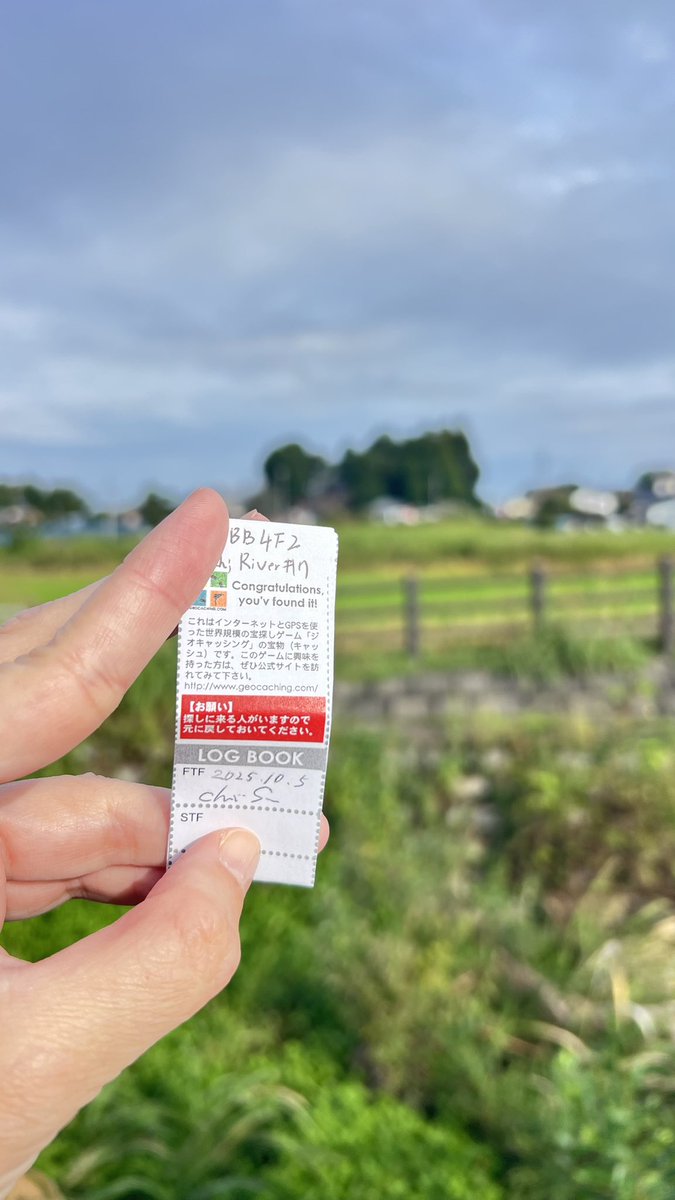 BB4F2
River #7
Congratulations,
you'v found it!
GEOCACHING.COM
これはインターネットとGPSを使
った世界規模の宝探しゲーム「ジ
オキャッシング」の宝物（キャッ
シュ）です。このゲームに興味を
持った方は、ぜひ公式サイトを訪
れてみて下さい。
http://www.geocaching.com/
【お願い】
探しに来る人がいますので
元に戻しておいてください。
LOG BOOK
FTF 2025.10.5
STF